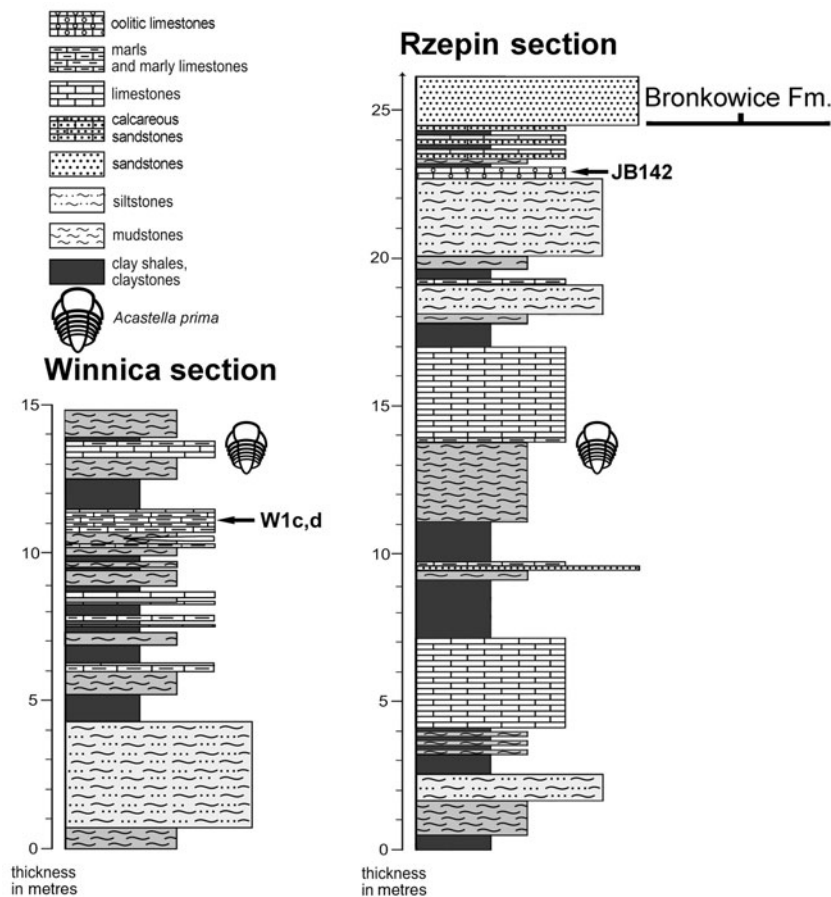 oolitic limestones
marls
and marly limestones
limestones
calcareous
sandstones
sandstones
siltstones
mudstones
clay shales,
claystones
Acastella prima
Winnica section
15
10
5
0
W1c,d
thickness
in metres
Rzepin section
25
20
15
10
5
0
Bronkowice Fm.
JB142
thickness
in metres